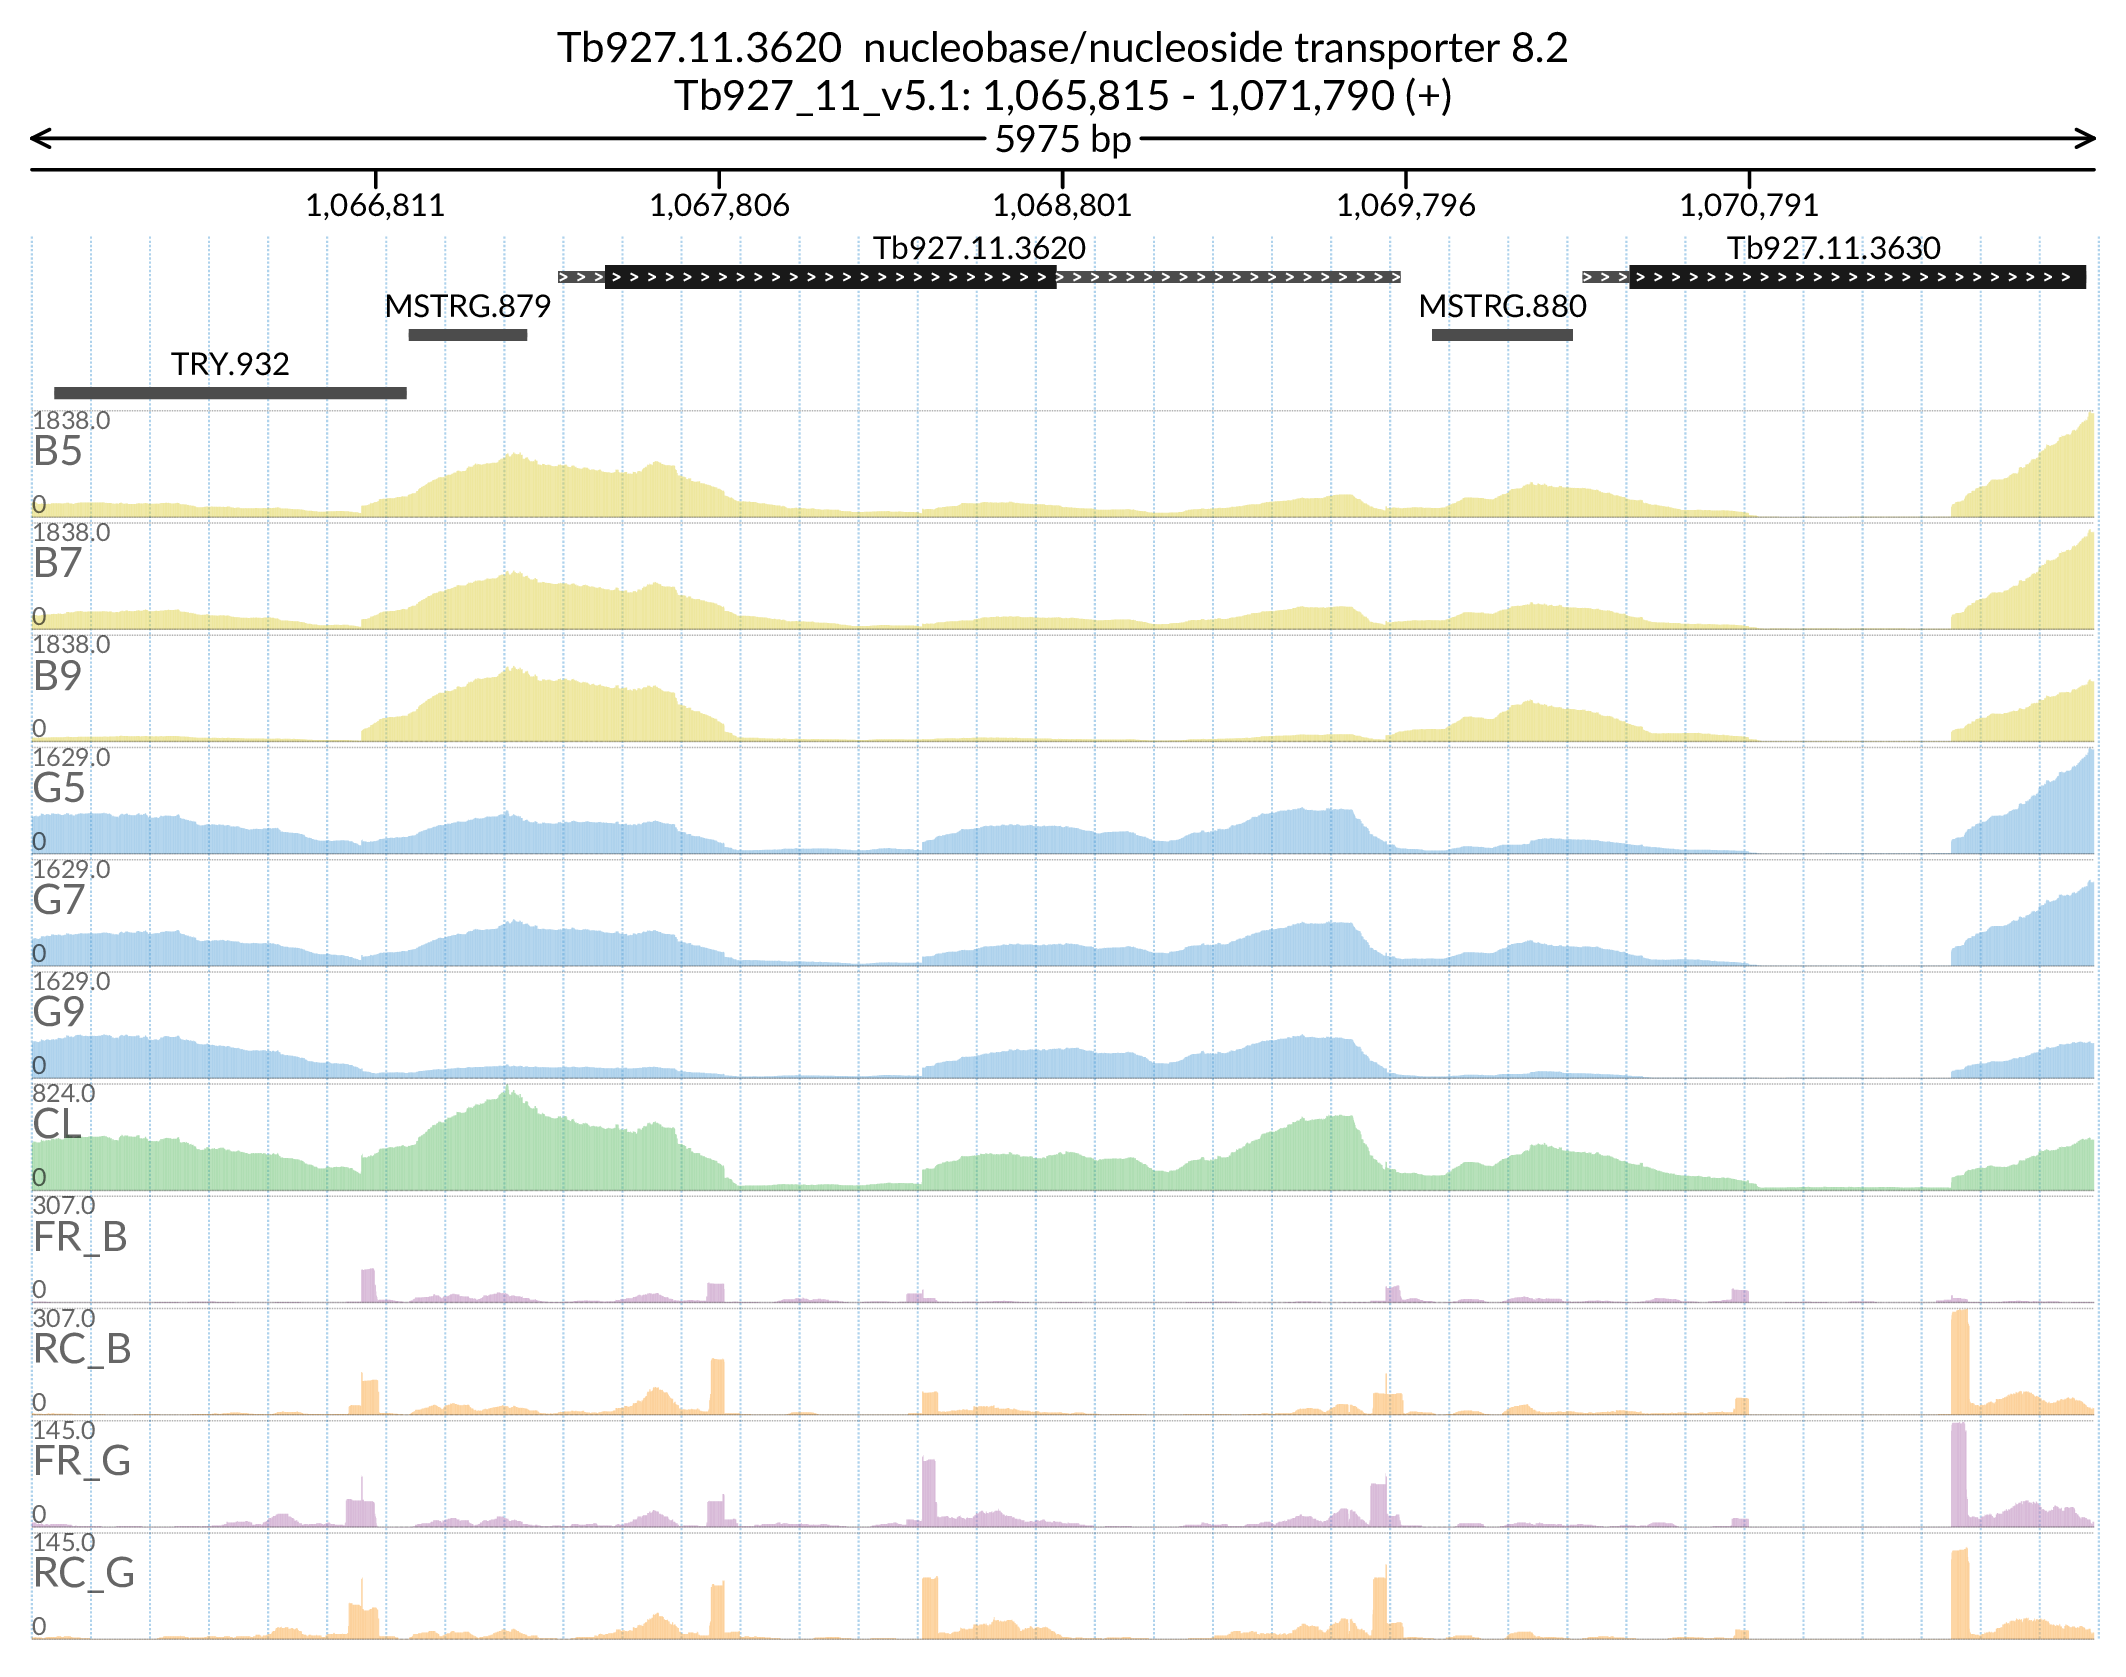 Tb927.11.3620 nucleobase/nucleoside transporter 8.2
Tb927_11_v5.1: 1,065,815 - 1,071,790 (+)
5975 bp
1,066,811 1,067,806 1,068,801 1,069,796 1,070,791
Tb927.11.3620 Tb927.11.3630
MSTRG.879 MSTRG.880
TRY.932
1838.0
B5
0
1838.0
B7
0
1838.0
B9
0
1629.0
G5
0
1629.0
G7
0
1629.0
G9
0
824.0
CL
0
307.0
FR_B
0
307.0
RC_B
0
145.0
FR_G
0
145.0
RC_G
0